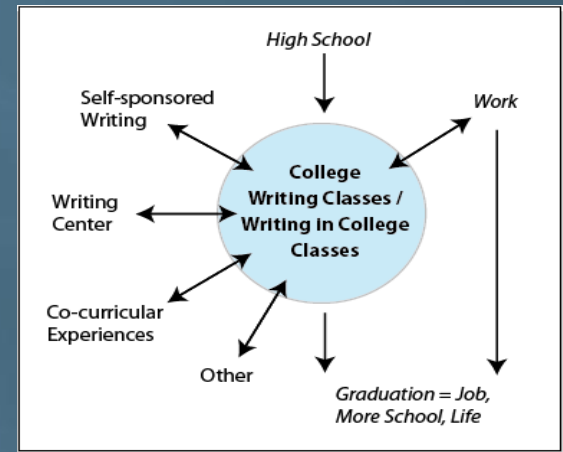 High School
Self-sponsored
Writing
Work
College
Writing Classes /
Writing in College
Classes
Writing
Center
Co-curricular
Experiences
Other
Graduation = Job,
More School, Life